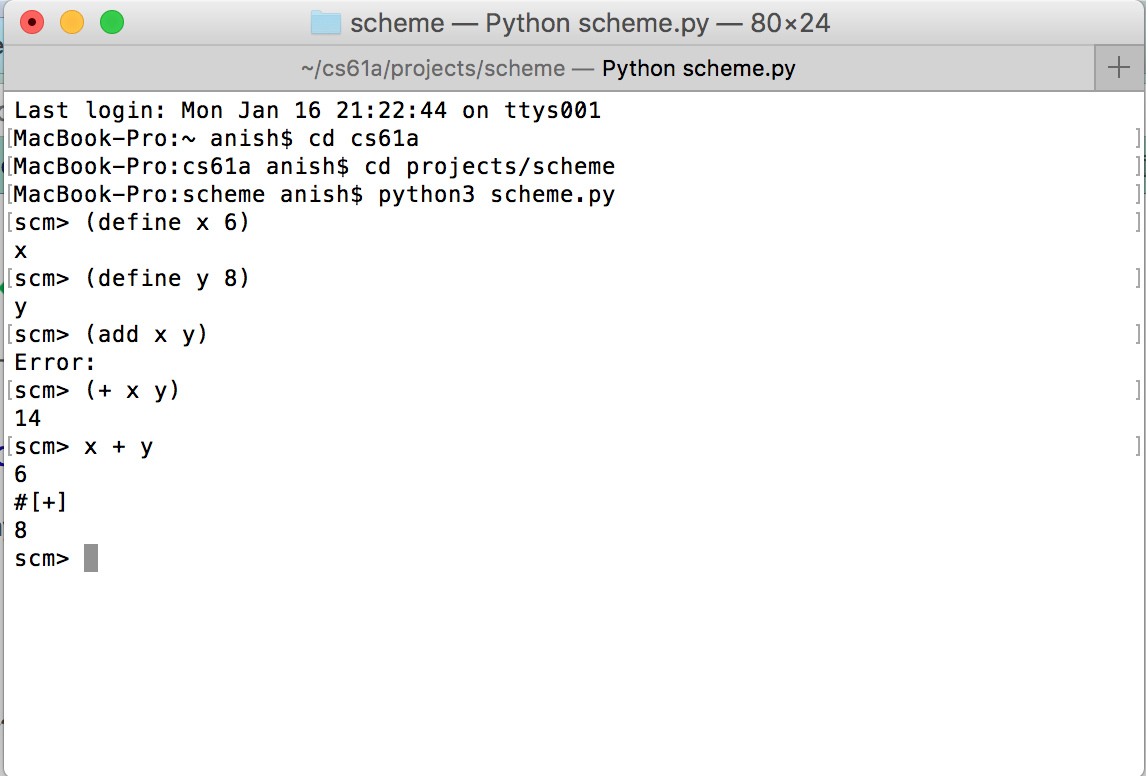 scheme — Python scheme.py — 80×24
~/cs61a/projects/scheme — Python scheme.py
Last login: Mon Jan 16 21:22:44 on ttys001
[MacBook-Pro:~ anish$ cd cs61a ]
[MacBook-Pro:cs61a anish$ cd projects/scheme ]
[MacBook-Pro:scheme anish$ python3 scheme.py ]
[scm> (define x 6) ]
x
[scm> (define y 8) ]
y
[scm> (add x y) ]
Error:
[scm> (+ x y) ]
14
[scm> x + y ]
6
#[+]
8
scm>